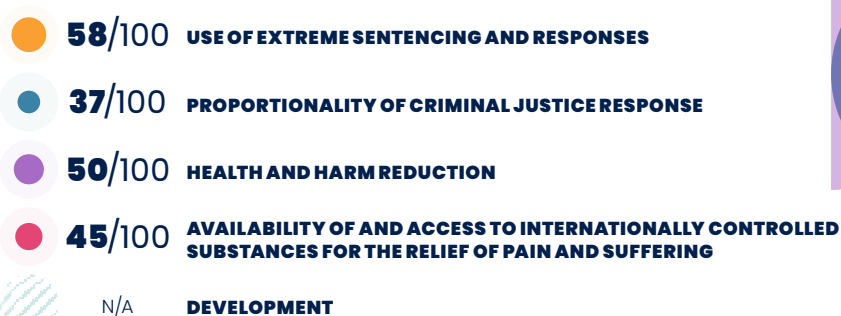 58/100 USE OF EXTREME SENTENCING AND RESPONSES
37/100 PROPORTIONALITY OF CRIMINAL JUSTICE RESPONSE
50/100 HEALTH AND HARM REDUCTION
45/100 AVAILABILITY OF AND ACCESS TO INTERNATIONALLY CONTROLLED
SUBSTANCES FOR THE RELIEF OF PAIN AND SUFFERING
N/A DEVELOPMENT